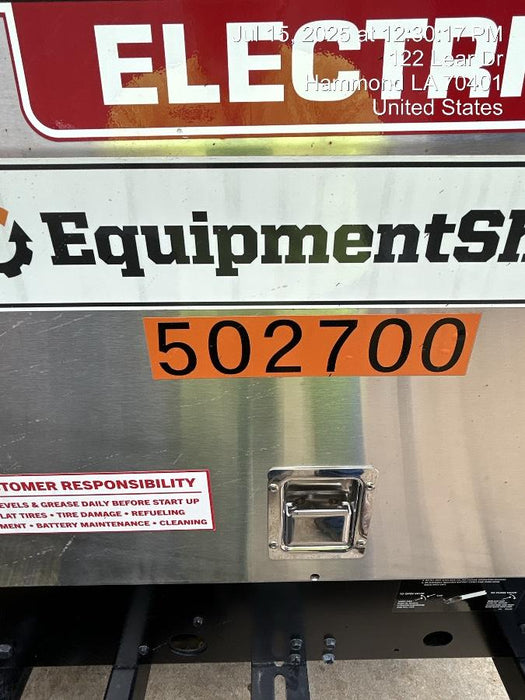 Jul 15, 2025 at 12:30:17 PM
122 Lear Dr
Hammond LA 70401
United States
ELECTR
EquipmentSh
502700
TOMER RESPONSIBILITY
EVELS & GREASE DAILY BEFORE START UP
LAT TIRES • TIRE DAMAGE • REFUELING
MENT • BATTERY MAINTENANCE • CLEANING